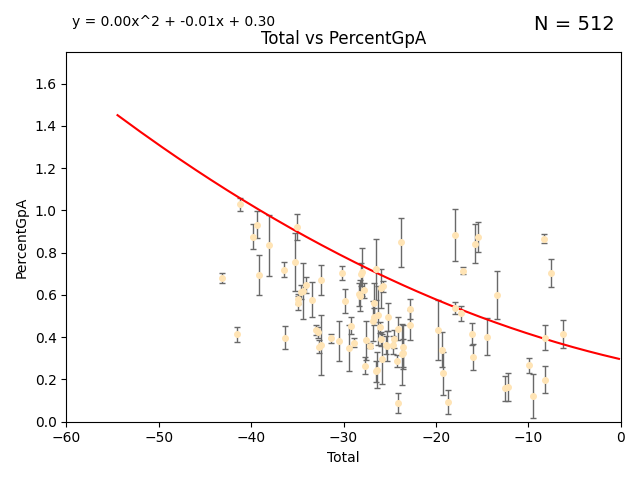 y = 0.00x^2 + -0.01x + 0.30
N = 512
Total vs PercentGpA
PercentGpA
1.6
1.4
1.2
1.0
0.8
0.6
0.4
0.2
0.0
−60 −50 −40 −30 −20 −10 0
Total